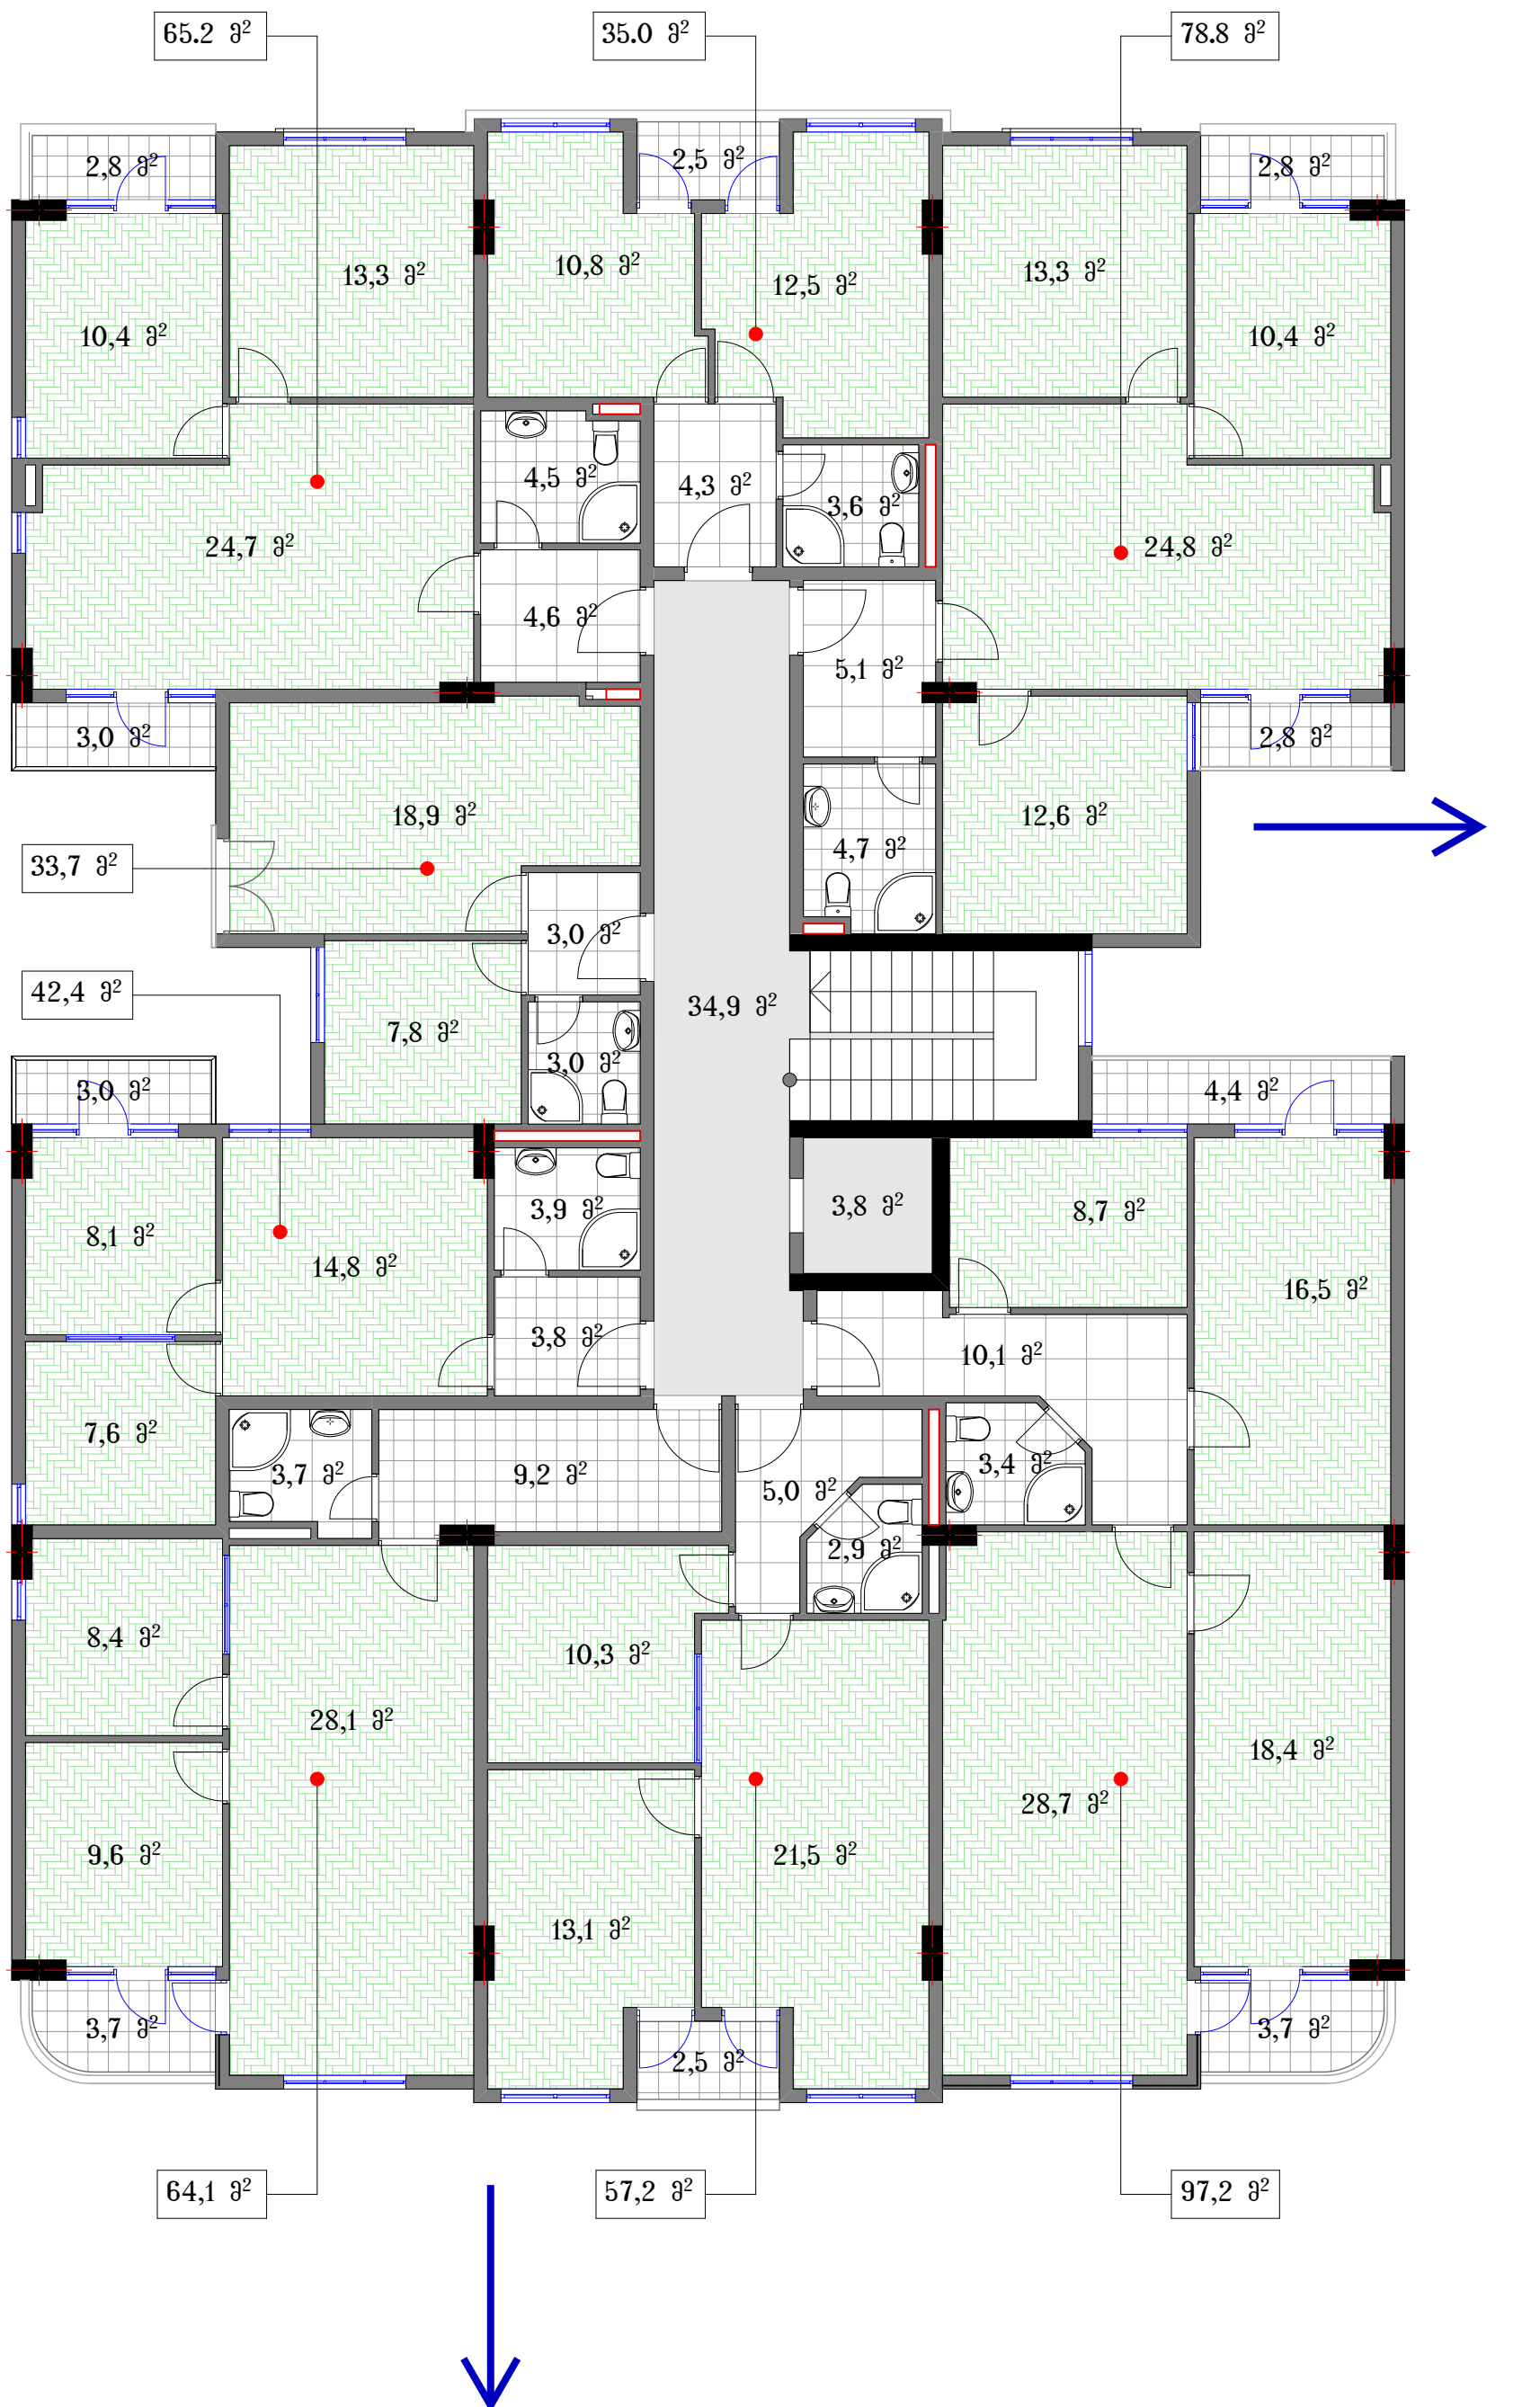 65.2 მ²
35.0 მ²
78.8 მ²
2,8 მ²
2,5 მ²
2,8 მ²
13,3 მ²
10,8 მ²
12,5 მ²
13,3 მ²
10,4 მ²
10,4 მ²
4,5 მ²
4,3 მ²
3,6 მ²
24,7 მ²
24,8 მ²
4,6 მ²
5,1 მ²
3,0 მ²
2,8 მ²
18,9 მ²
12,6 მ²
4,7 მ²
33,7 მ²
3,0 მ²
42,4 მ²
34,9 მ²
7,8 მ²
3,0 მ²
3,0 მ²
4,4 მ²
3,9 მ²
3,8 მ²
8,7 მ²
8,1 მ²
14,8 მ²
16,5 მ²
3,8 მ²
10,1 მ²
7,6 მ²
3,7 მ²
9,2 მ²
5,0 მ²
3,4 მ²
2,9 მ²
8,4 მ²
10,3 მ²
28,1 მ²
18,4 მ²
28,7 მ²
9,6 მ²
21,5 მ²
13,1 მ²
3,7 მ²
2,5 მ²
3,7 მ²
64,1 მ²
57,2 მ²
97,2 მ²